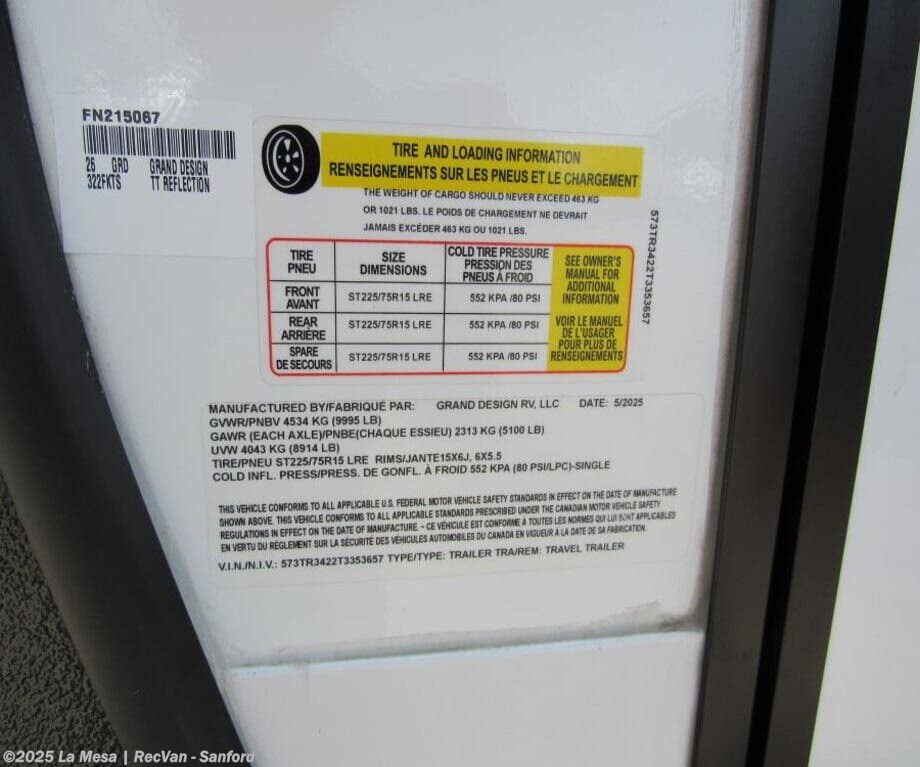 FN215067
26 GRD GRAND DESIGN
322FKTS TT REFLECTION
TIRE AND LOADING INFORMATION
RENSEIGNEMENTS SUR LES PNEUS ET LE CHARGEMENT
THE WEIGHT OF CARGO SHOULD NEVER EXCEED 463 KG
OR 1021 LBS. LE POIDS DE CHARGEMENT NE DEVRAIT
JAMAIS EXCÉDER 463 KG OU 1021 LBS.
TIRE
PNEU
SIZE
DIMENSIONS
COLD TIRE PRESSURE
PRESSION DES
PNEUS À FROID
FRONT
AVANT
ST225/75R15 LRE
552 KPA /80 PSI
REAR
ARRIÈRE
ST225/75R15 LRE
552 KPA /80 PSI
SPARE
DE SECOURS
ST225/75R15 LRE
552 KPA /80 PSI
SEE OWNER'S
MANUAL FOR
ADDITIONAL
INFORMATION
VOIR LE MANUEL
DE L'USAGER
POUR PLUS DE
RENSEIGNEMENTS
573TR3422T3353657
MANUFACTURED BY/FABRIQUÉ PAR: GRAND DESIGN RV, LLC DATE: 5/2025
GVWR/PNBV 4534 KG (9995 LB)
GAWR (EACH AXLE)/PNBE(CHAQUE ESSIEU) 2313 KG (5100 LB)
UVW 4043 KG (8914 LB)
TIRE/PNEU ST225/75R15 LRE RIMS/JANTE15X6J, 6X5.5
COLD INFL. PRESS/PRESS. DE GONFL. À FROID 552 KPA (80 PSI/LPC)-SINGLE
THIS VEHICLE CONFORMS TO ALL APPLICABLE U.S. FEDERAL MOTOR VEHICLE SAFETY STANDARDS IN EFFECT ON THE DATE OF MANUFACTURE
SHOWN ABOVE. THIS VEHICLE CONFORMS TO ALL APPLICABLE STANDARDS PRESCRIBED UNDER THE CANADIAN MOTOR VEHICLE SAFETY
REGULATIONS IN EFFECT ON THE DATE OF MANUFACTURE. - CE VÉHICULE EST CONFORME À TOUTES LES NORMES QUI LUI SONT APPLICABLES
EN VERTU DU RÈGLEMENT SUR LA SÉCURITÉ DES VÉHICULES AUTOMOBILES DU CANADA EN VIGUEUR À LA DATE DE SA FABRICATION.
V.I.N./N.I.V.: 573TR3422T3353657 TYPE/TYPE: TRAILER TRA/REM: TRAVEL TRAILER
©2025 La Mesa | RecVan - Sanford